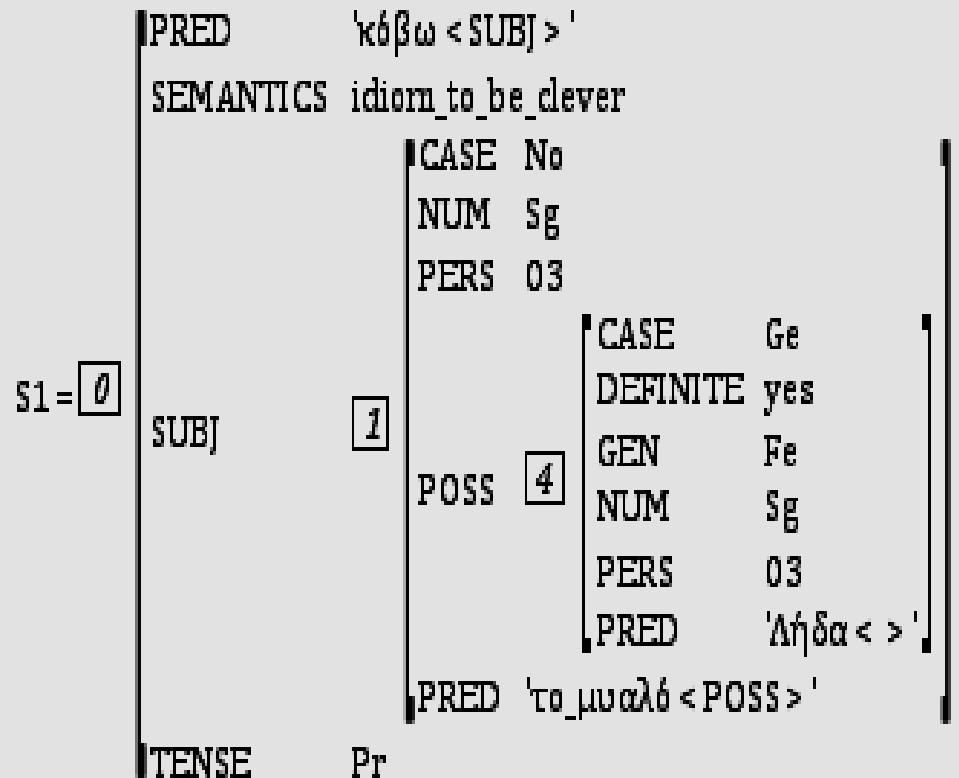 PRED 'κόβω < SUBJ > '
SEMANTICS idiom_to_be_clever
CASE No
NUM Sg
PERS 03
CASE Ge
DEFINITE yes
S1 = 0
SUBJ 1
GEN Fe
POSS 4
NUM Sg
PERS 03
PRED 'Λήδα < > '
PRED 'το_μυαλό < POSS > '
TENSE Pr